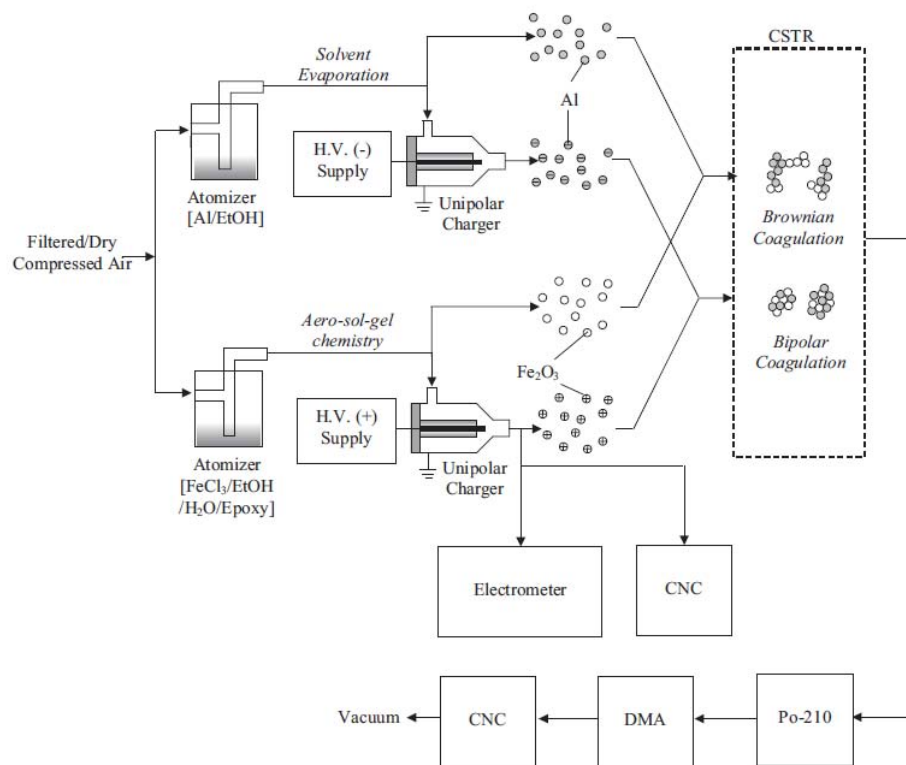 CSTR
Solvent
Evaporation
Al
H.V. (-)
Supply
Atomizer
[Al/EtOH]
Unipolar
Charger
Brownian
Coagulation
Filtered/Dry
Compressed Air
Aero-sol-gel
chemistry
Bipolar
Coagulation
Fe₂O₃
H.V. (+)
Supply
Atomizer
[FeCl₃/EtOH
/H₂O/Epoxy]
Unipolar
Charger
Electrometer
CNC
Vacuum
CNC
DMA
Po-210